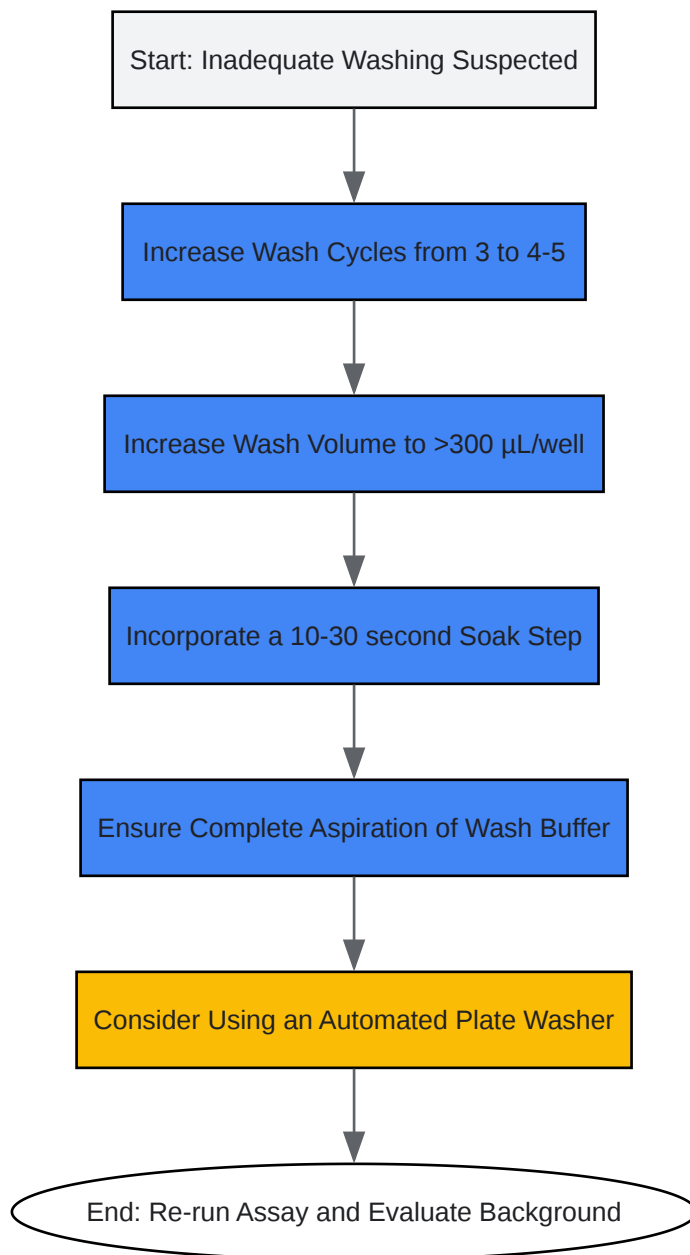 Start: Inadequate Washing Suspected
Increase Wash Cycles from 3 to 4-5
Increase Wash Volume to >300 µL/well
Incorporate a 10-30 second Soak Step
Ensure Complete Aspiration of Wash Buffer
Consider Using an Automated Plate Washer
End: Re-run Assay and Evaluate Background